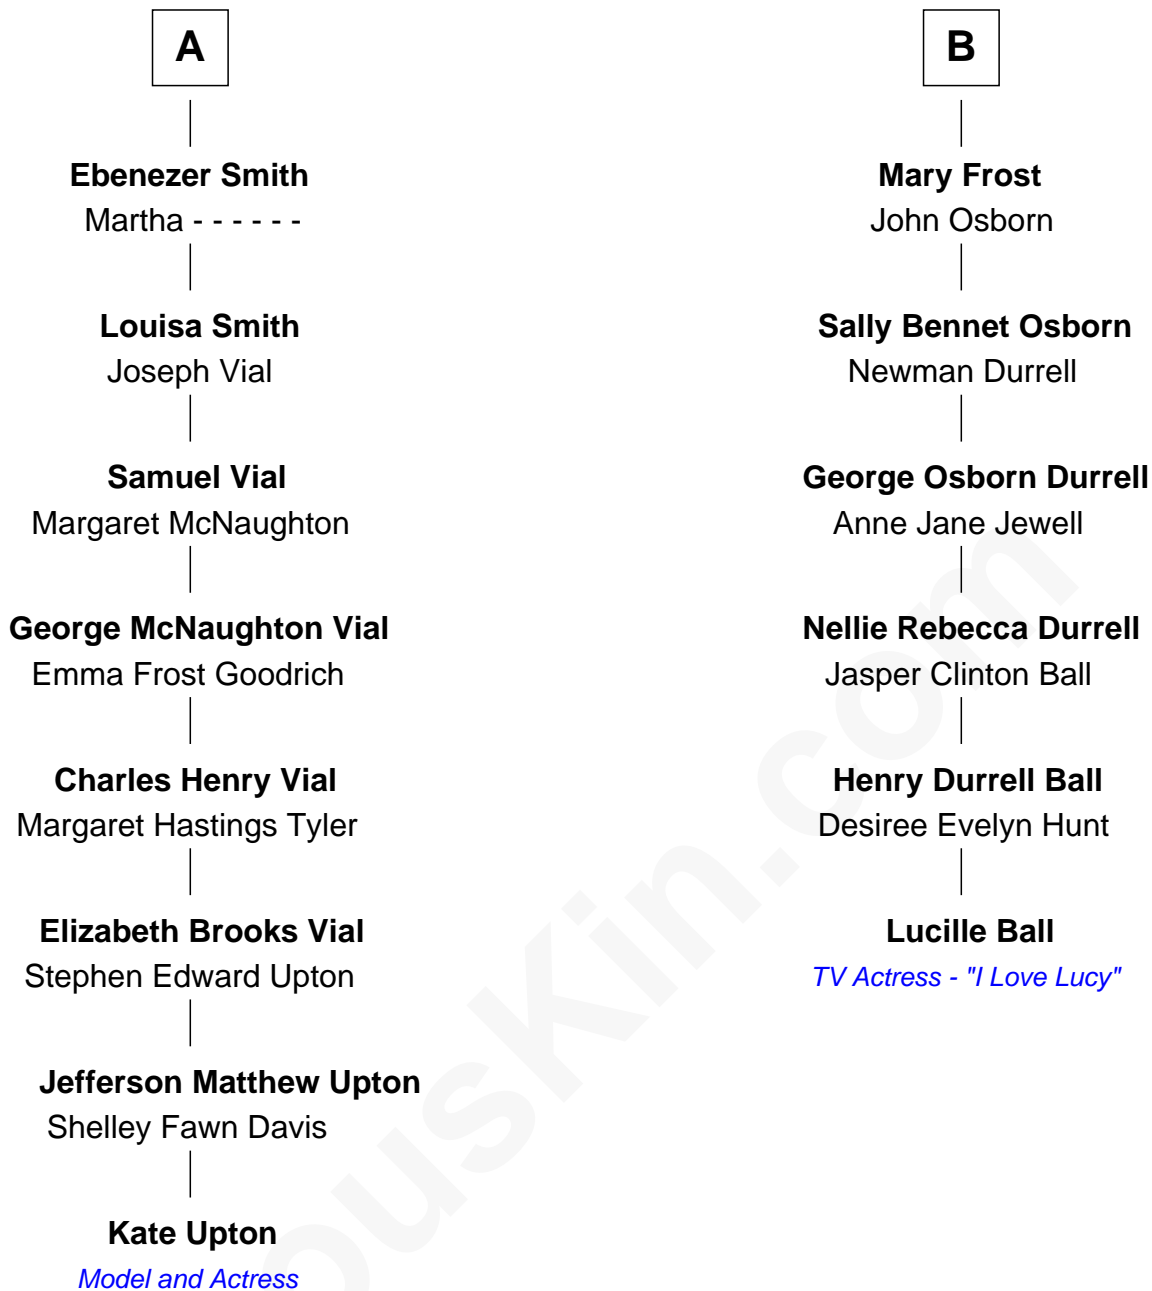 A
Ebenezer Smith
Martha - - - - - -
Louisa Smith
Joseph Vial
Samuel Vial
Margaret McNaughton
George McNaughton Vial
Emma Frost Goodrich
Charles Henry Vial
Margaret Hastings Tyler
Elizabeth Brooks Vial
Stephen Edward Upton
Jefferson Matthew Upton
Shelley Fawn Davis
Kate Upton
Model and Actress
B
Mary Frost
John Osborn
Sally Bennet Osborn
Newman Durrell
George Osborn Durrell
Anne Jane Jewell
Nellie Rebecca Durrell
Jasper Clinton Ball
Henry Durrell Ball
Desiree Evelyn Hunt
Lucille Ball
TV Actress - "I Love Lucy"
ousKin.com